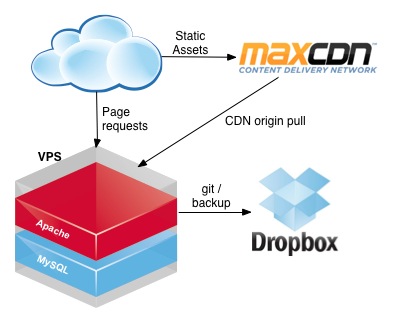 Static
Assets
maxcdn
CONTENT DELIVERY NETWORK
Page
requests
CDN origin pull
VPS
git /
backup
Apache
MySQL
Dropbox